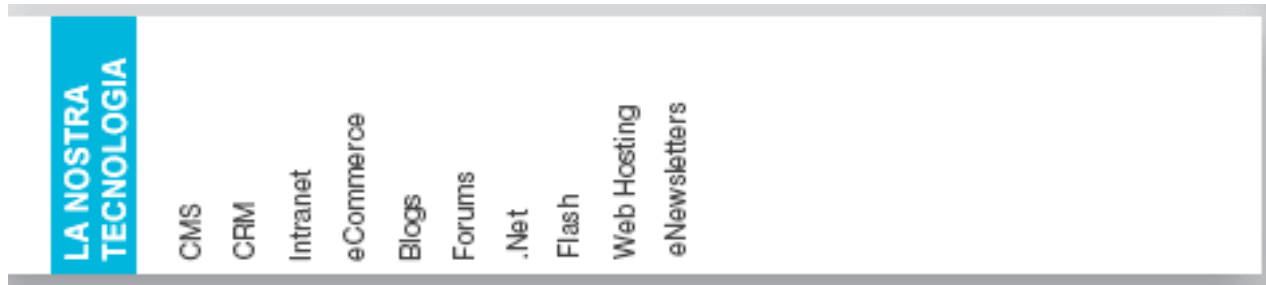 LA NOSTRA
TECNOLOGIA
CMS
CRM
Intranet
eCommerce
Blogs
Forums
.Net
Flash
Web Hosting
eNewsletters